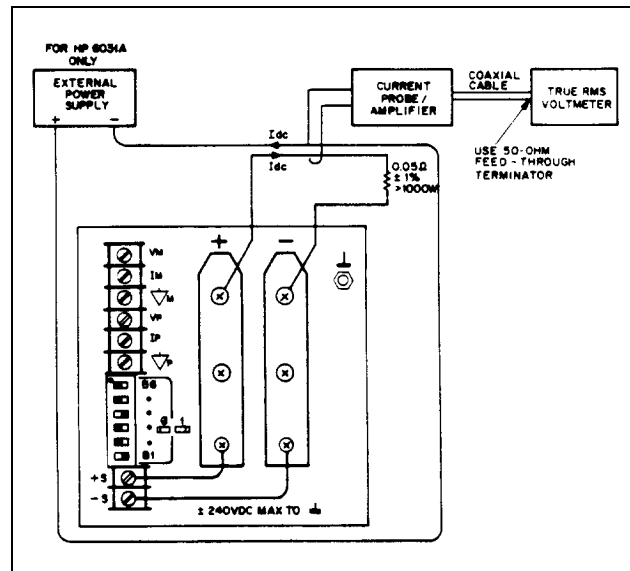 FOR HP 6031A
ONLY
EXTERNAL
POWER
SUPPLY
+ -
CURRENT
PROBE /
AMPLIFIER
COAXIAL
CABLE
TRUE RMS
VOLTMETER
USE 50-OHM
FEED-THROUGH
TERMINATOR
Idc
Idc
0.05Ω
± 1%
>1000W
+ -
VM
IM
M
VP
IP
P
B6
0 1
B1
+S
-S
± 240VDC MAX TO